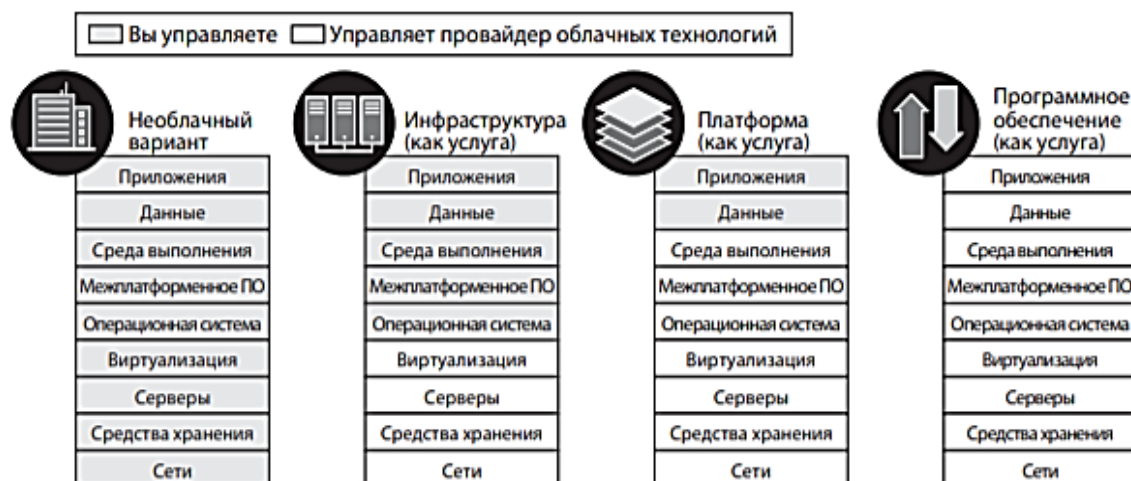 Вы управляете Управляет провайдер облачных технологий
Необлачный
вариант
Приложения
Данные
Среда выполнения
Межплатформенное ПО
Операционная система
Виртуализация
Серверы
Средства хранения
Сети
Инфраструктура
(как услуга)
Приложения
Данные
Среда выполнения
Межплатформенное ПО
Операционная система
Виртуализация
Серверы
Средства хранения
Сети
Платформа
(как услуга)
Приложения
Данные
Среда выполнения
Межплатформенное ПО
Операционная система
Виртуализация
Серверы
Средства хранения
Сети
Программное
обеспечение
(как услуга)
Приложения
Данные
Среда выполнения
Межплатформенное ПО
Операционная система
Виртуализация
Серверы
Средства хранения
Сети